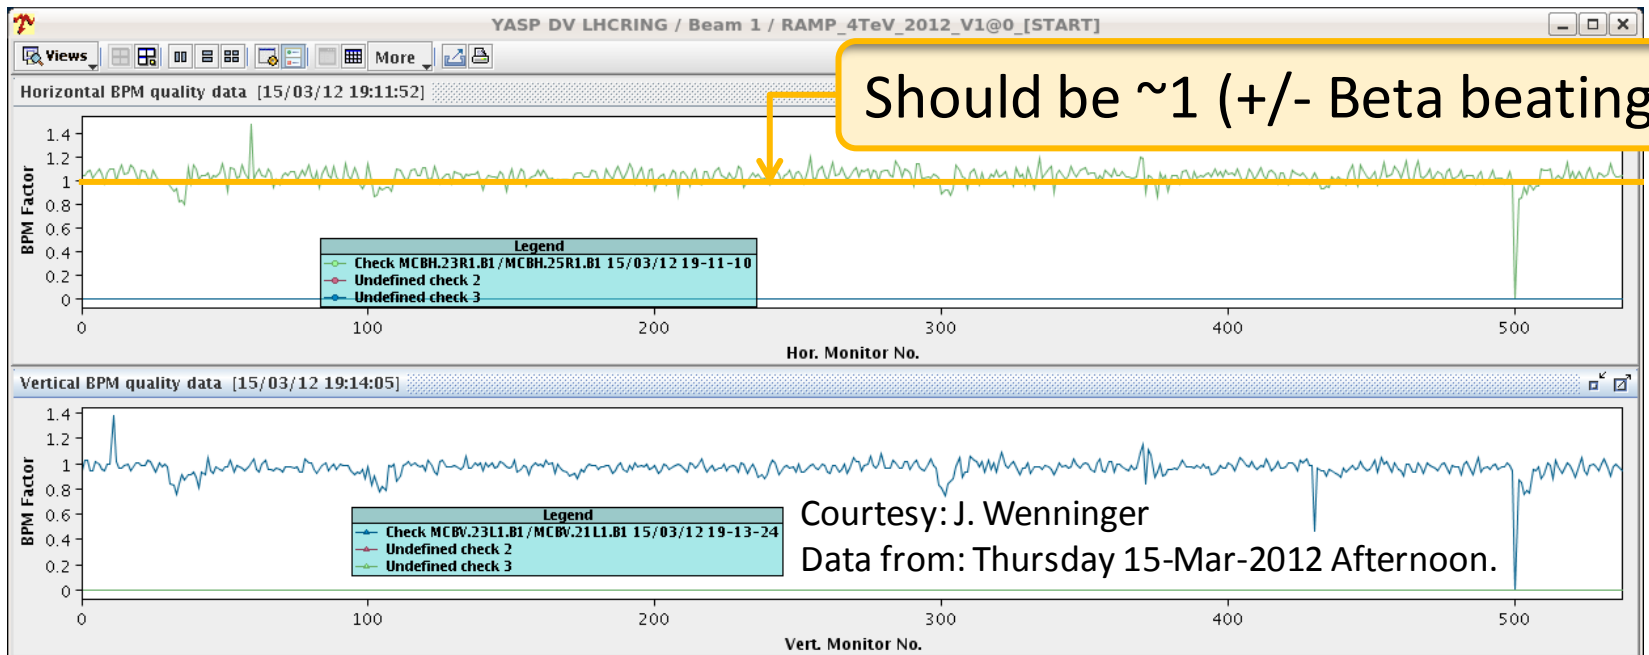 YASP DV LHCRING / Beam 1 / RAMP_4TeV_2012_V1@0_[START]
Views More
Should be ~1 (+/- Beta beating
Horizontal BPM quality data [15/03/12 19:11:52]
BPM Factor
1.4
1.2
1
0.8
0.6
0.4
0.2
0
Legend
Check MCBH.23R1.B1/MCBH.25R1.B1 15/03/12 19-11-10
Undefined check 2
Undefined check 3
0 100 200 300 400 500
Hor. Monitor No.
Vertical BPM quality data [15/03/12 19:14:05]
BPM Factor
1.4
1.2
1
0.8
0.6
0.4
0.2
0
Legend
Check MCBV.23L1.B1/MCBV.21L1.B1 15/03/12 19-13-24
Undefined check 2
Undefined check 3
Courtesy: J. Wenninger
Data from: Thursday 15-Mar-2012 Afternoon.
0 100 200 300 400 500
Vert. Monitor No.